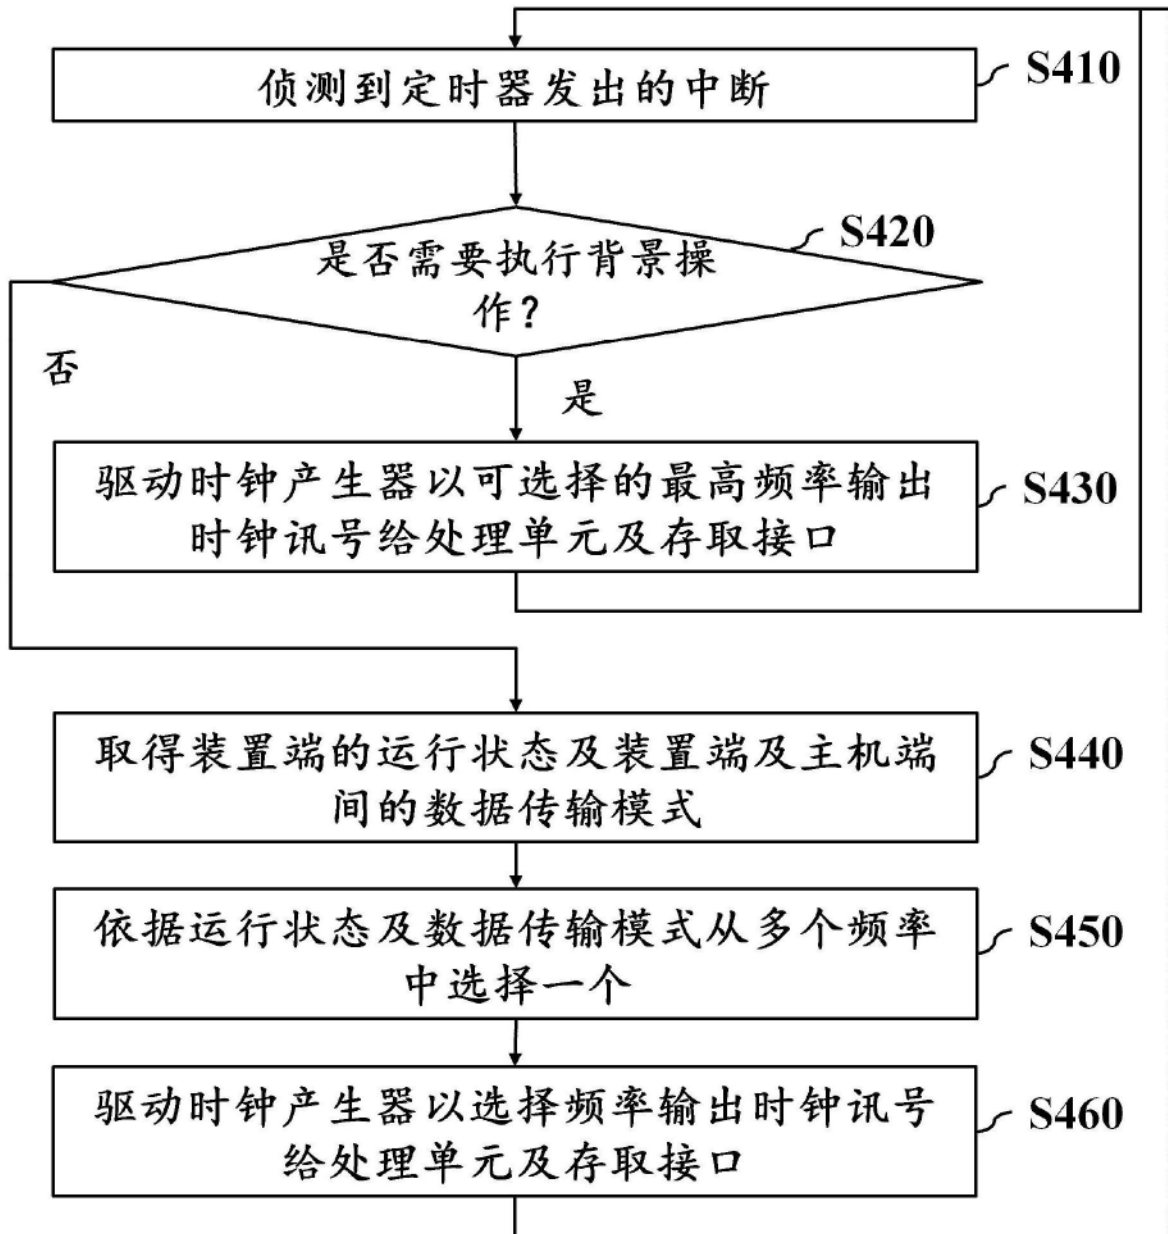 侦测到定时器发出的中断
S410
是否需要执行背景操
作?
S420
否
是
驱动时钟产生器以可选择的最高频率输出
时钟讯号给处理单元及存取接口
S430
取得装置端的运行状态及装置端及主机端
间的数据传输模式
S440
依据运行状态及数据传输模式从多个频率
中选择一个
S450
驱动时钟产生器以选择频率输出时钟讯号
给处理单元及存取接口
S460